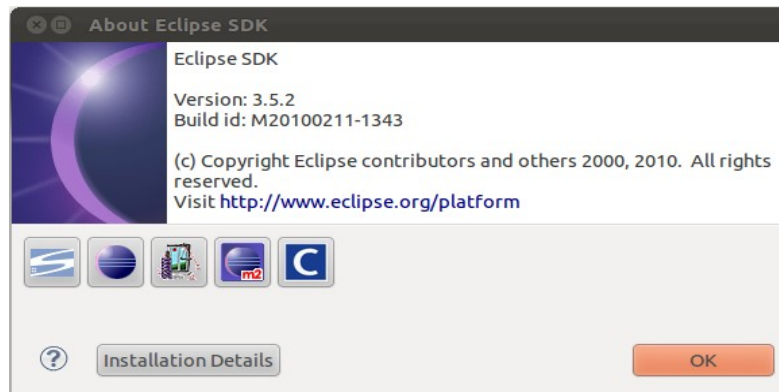 About Eclipse SDK
Eclipse SDK
Version: 3.5.2
Build id: M20100211-1343
(c) Copyright Eclipse contributors and others 2000, 2010.  All rights
reserved.
Visit http://www.eclipse.org/platform
m2
C
?
Installation Details
OK